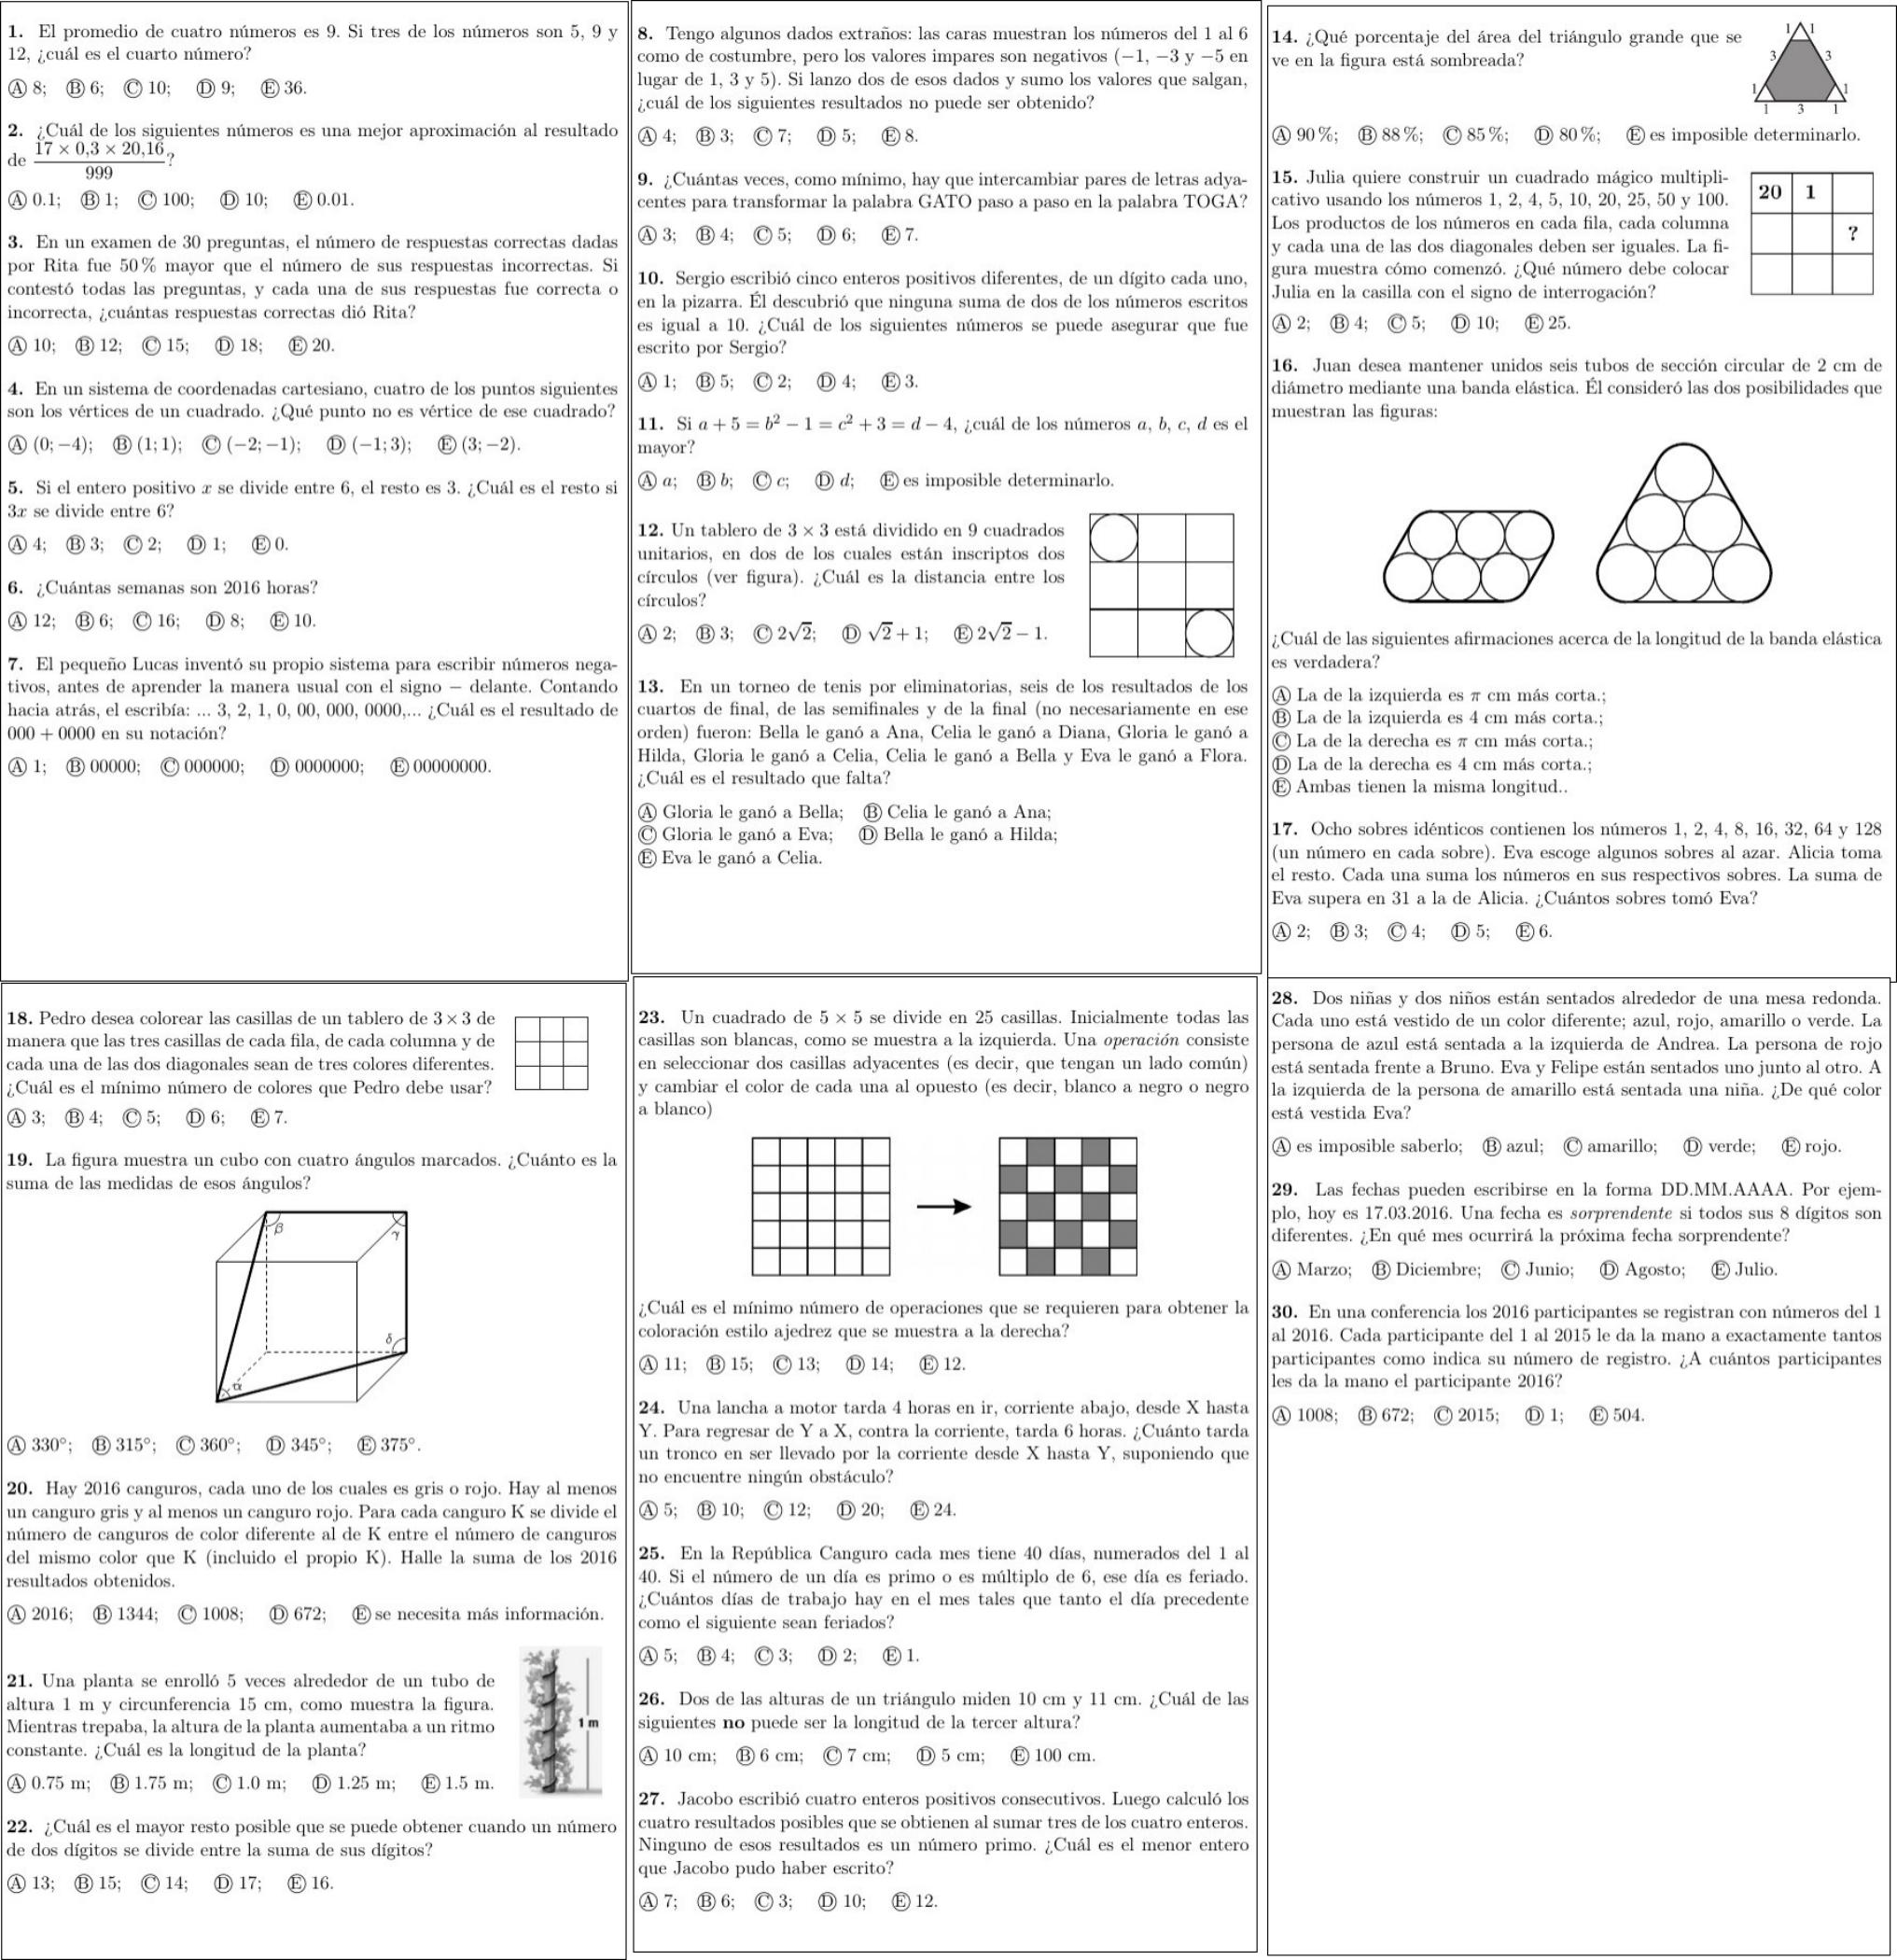 1. El promedio de cuatro números es 9. Si tres de los números son 5, 9 y
12, ¿cuál es el cuarto número?
Ⓐ 8; Ⓑ 6; Ⓒ 10; Ⓓ 9; Ⓔ 36.
2. ¿Cuál de los siguientes números es una mejor aproximación al resultado
de 17 × 0,3 × 20,16 / 999?
Ⓐ 0.1; Ⓑ 1; Ⓒ 100; Ⓓ 10; Ⓔ 0.01.
3. En un examen de 30 preguntas, el número de respuestas correctas dadas
por Rita fue 50 % mayor que el número de sus respuestas incorrectas. Si
contestó todas las preguntas, y cada una de sus respuestas fue correcta o
incorrecta, ¿cuántas respuestas correctas dió Rita?
Ⓐ 10; Ⓑ 12; Ⓒ 15; Ⓓ 18; Ⓔ 20.
4. En un sistema de coordenadas cartesiano, cuatro de los puntos siguientes
son los vértices de un cuadrado. ¿Qué punto no es vértice de ese cuadrado?
Ⓐ (0; −4); Ⓑ (1; 1); Ⓒ (−2; −1); Ⓓ (−1; 3); Ⓔ (3; −2).
5. Si el entero positivo x se divide entre 6, el resto es 3. ¿Cuál es el resto si
3x se divide entre 6?
Ⓐ 4; Ⓑ 3; Ⓒ 2; Ⓓ 1; Ⓔ 0.
6. ¿Cuántas semanas son 2016 horas?
Ⓐ 12; Ⓑ 6; Ⓒ 16; Ⓓ 8; Ⓔ 10.
7. El pequeño Lucas inventó su propio sistema para escribir números nega-
tivos, antes de aprender la manera usual con el signo − delante. Contando
hacia atrás, el escribía: ... 3, 2, 1, 0, 00, 000, 0000,... ¿Cuál es el resultado de
000 + 0000 en su notación?
Ⓐ 1; Ⓑ 00000; Ⓒ 000000; Ⓓ 0000000; Ⓔ 00000000.
8. Tengo algunos dados extraños: las caras muestran los números del 1 al 6
como de costumbre, pero los valores impares son negativos (−1, −3 y −5 en
lugar de 1, 3 y 5). Si lanzo dos de esos dados y sumo los valores que salgan,
¿cuál de los siguientes resultados no puede ser obtenido?
Ⓐ 4; Ⓑ 3; Ⓒ 7; Ⓓ 5; Ⓔ 8.
9. ¿Cuántas veces, como mínimo, hay que intercambiar pares de letras adya-
centes para transformar la palabra GATO paso a paso en la palabra TOGA?
Ⓐ 3; Ⓑ 4; Ⓒ 5; Ⓓ 6; Ⓔ 7.
10. Sergio escribió cinco enteros positivos diferentes, de un dígito cada uno,
en la pizarra. Él descubrió que ninguna suma de dos de los números escritos
es igual a 10. ¿Cuál de los siguientes números se puede asegurar que fue
escrito por Sergio?
Ⓐ 1; Ⓑ 5; Ⓒ 2; Ⓓ 4; Ⓔ 3.
11. Si a + 5 = b² − 1 = c² + 3 = d − 4, ¿cuál de los números a, b, c, d es el
mayor?
Ⓐ a; Ⓑ b; Ⓒ c; Ⓓ d; Ⓔ es imposible determinarlo.
12. Un tablero de 3 × 3 está dividido en 9 cuadrados
unitarios, en dos de los cuales están inscriptos dos
círculos (ver figura). ¿Cuál es la distancia entre los
círculos?
Ⓐ 2; Ⓑ 3; Ⓒ 2√2; Ⓓ √2 + 1; Ⓔ 2√2 − 1.
13. En un torneo de tenis por eliminatorias, seis de los resultados de los
cuartos de final, de las semifinales y de la final (no necesariamente en ese
orden) fueron: Bella le ganó a Ana, Celia le ganó a Diana, Gloria le ganó a
Hilda, Gloria le ganó a Celia, Celia le ganó a Bella y Eva le ganó a Flora.
¿Cuál es el resultado que falta?
Ⓐ Gloria le ganó a Bella; Ⓑ Celia le ganó a Ana;
Ⓒ Gloria le ganó a Eva; Ⓓ Bella le ganó a Hilda;
Ⓔ Eva le ganó a Celia.
14. ¿Qué porcentaje del área del triángulo grande que se
ve en la figura está sombreada?
1 1
3 3
1 1
1 3 1
Ⓐ 90 %; Ⓑ 88 %; Ⓒ 85 %; Ⓓ 80 %; Ⓔ es imposible determinarlo.
15. Julia quiere construir un cuadrado mágico multipli-
cativo usando los números 1, 2, 4, 5, 10, 20, 25, 50 y 100.
Los productos de los números en cada fila, cada columna
y cada una de las dos diagonales deben ser iguales. La fi-
gura muestra cómo comenzó. ¿Qué número debe colocar
Julia en la casilla con el signo de interrogación?
20 1
?
Ⓐ 2; Ⓑ 4; Ⓒ 5; Ⓓ 10; Ⓔ 25.
16. Juan desea mantener unidos seis tubos de sección circular de 2 cm de
diámetro mediante una banda elástica. Él consideró las dos posibilidades que
muestran las figuras:
¿Cuál de las siguientes afirmaciones acerca de la longitud de la banda elástica
es verdadera?
Ⓐ La de la izquierda es π cm más corta.;
Ⓑ La de la izquierda es 4 cm más corta.;
Ⓒ La de la derecha es π cm más corta.;
Ⓓ La de la derecha es 4 cm más corta.;
Ⓔ Ambas tienen la misma longitud..
17. Ocho sobres idénticos contienen los números 1, 2, 4, 8, 16, 32, 64 y 128
(un número en cada sobre). Eva escoge algunos sobres al azar. Alicia toma
el resto. Cada una suma los números en sus respectivos sobres. La suma de
Eva supera en 31 a la de Alicia. ¿Cuántos sobres tomó Eva?
Ⓐ 2; Ⓑ 3; Ⓒ 4; Ⓓ 5; Ⓔ 6.
18. Pedro desea colorear las casillas de un tablero de 3 × 3 de
manera que las tres casillas de cada fila, de cada columna y de
cada una de las dos diagonales sean de tres colores diferentes.
¿Cuál es el mínimo número de colores que Pedro debe usar?
Ⓐ 3; Ⓑ 4; Ⓒ 5; Ⓓ 6; Ⓔ 7.
19. La figura muestra un cubo con cuatro ángulos marcados. ¿Cuánto es la
suma de las medidas de esos ángulos?
β
γ
δ
α
Ⓐ 330°; Ⓑ 315°; Ⓒ 360°; Ⓓ 345°; Ⓔ 375°.
20. Hay 2016 canguros, cada uno de los cuales es gris o rojo. Hay al menos
un canguro gris y al menos un canguro rojo. Para cada canguro K se divide el
número de canguros de color diferente al de K entre el número de canguros
del mismo color que K (incluido el propio K). Halle la suma de los 2016
resultados obtenidos.
Ⓐ 2016; Ⓑ 1344; Ⓒ 1008; Ⓓ 672; Ⓔ se necesita más información.
21. Una planta se enrolló 5 veces alrededor de un tubo de
altura 1 m y circunferencia 15 cm, como muestra la figura.
Mientras trepaba, la altura de la planta aumentaba a un ritmo
constante. ¿Cuál es la longitud de la planta?
1 m
Ⓐ 0.75 m; Ⓑ 1.75 m; Ⓒ 1.0 m; Ⓓ 1.25 m; Ⓔ 1.5 m.
22. ¿Cuál es el mayor resto posible que se puede obtener cuando un número
de dos dígitos se divide entre la suma de sus dígitos?
Ⓐ 13; Ⓑ 15; Ⓒ 14; Ⓓ 17; Ⓔ 16.
23. Un cuadrado de 5 × 5 se divide en 25 casillas. Inicialmente todas las
casillas son blancas, como se muestra a la izquierda. Una operación consiste
en seleccionar dos casillas adyacentes (es decir, que tengan un lado común)
y cambiar el color de cada una al opuesto (es decir, blanco a negro o negro
a blanco)
¿Cuál es el mínimo número de operaciones que se requieren para obtener la
coloración estilo ajedrez que se muestra a la derecha?
Ⓐ 11; Ⓑ 15; Ⓒ 13; Ⓓ 14; Ⓔ 12.
24. Una lancha a motor tarda 4 horas en ir, corriente abajo, desde X hasta
Y. Para regresar de Y a X, contra la corriente, tarda 6 horas. ¿Cuánto tarda
un tronco en ser llevado por la corriente desde X hasta Y, suponiendo que
no encuentre ningún obstáculo?
Ⓐ 5; Ⓑ 10; Ⓒ 12; Ⓓ 20; Ⓔ 24.
25. En la República Canguro cada mes tiene 40 días, numerados del 1 al
40. Si el número de un día es primo o es múltiplo de 6, ese día es feriado.
¿Cuántos días de trabajo hay en el mes tales que tanto el día precedente
como el siguiente sean feriados?
Ⓐ 5; Ⓑ 4; Ⓒ 3; Ⓓ 2; Ⓔ 1.
26. Dos de las alturas de un triángulo miden 10 cm y 11 cm. ¿Cuál de las
siguientes no puede ser la longitud de la tercer altura?
Ⓐ 10 cm; Ⓑ 6 cm; Ⓒ 7 cm; Ⓓ 5 cm; Ⓔ 100 cm.
27. Jacobo escribió cuatro enteros positivos consecutivos. Luego calculó los
cuatro resultados posibles que se obtienen al sumar tres de los cuatro enteros.
Ninguno de esos resultados es un número primo. ¿Cuál es el menor entero
que Jacobo pudo haber escrito?
Ⓐ 7; Ⓑ 6; Ⓒ 3; Ⓓ 10; Ⓔ 12.
28. Dos niñas y dos niños están sentados alrededor de una mesa redonda.
Cada uno está vestido de un color diferente; azul, rojo, amarillo o verde. La
persona de azul está sentada a la izquierda de Andrea. La persona de rojo
está sentada frente a Bruno. Eva y Felipe están sentados uno junto al otro. A
la izquierda de la persona de amarillo está sentada una niña. ¿De qué color
está vestida Eva?
Ⓐ es imposible saberlo; Ⓑ azul; Ⓒ amarillo; Ⓓ verde; Ⓔ rojo.
29. Las fechas pueden escribirse en la forma DD.MM.AAAA. Por ejem-
plo, hoy es 17.03.2016. Una fecha es sorprendente si todos sus 8 dígitos son
diferentes. ¿En qué mes ocurrirá la próxima fecha sorprendente?
Ⓐ Marzo; Ⓑ Diciembre; Ⓒ Junio; Ⓓ Agosto; Ⓔ Julio.
30. En una conferencia los 2016 participantes se registran con números del 1
al 2016. Cada participante del 1 al 2015 le da la mano a exactamente tantos
participantes como indica su número de registro. ¿A cuántos participantes
les da la mano el participante 2016?
Ⓐ 1008; Ⓑ 672; Ⓒ 2015; Ⓓ 1; Ⓔ 504.